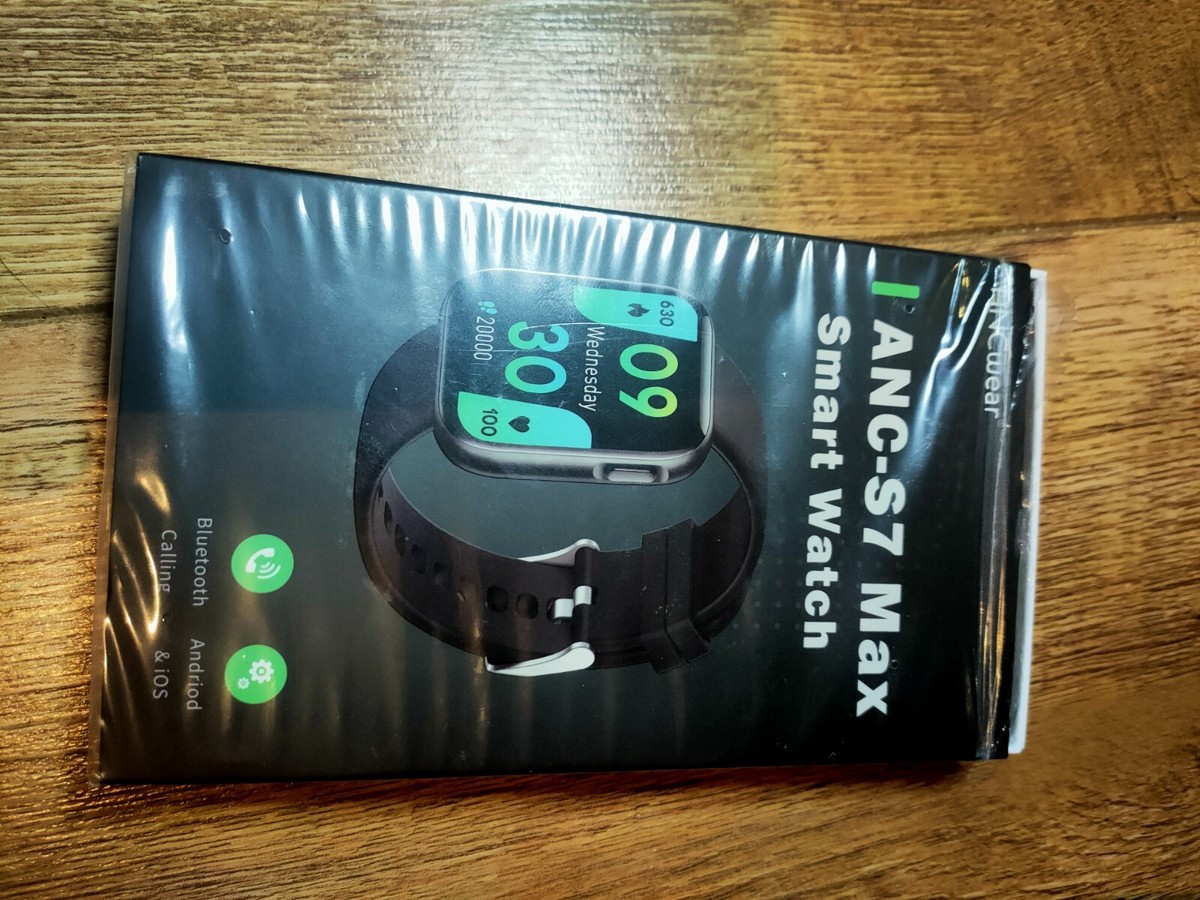 ANC-S7 Max
Smart Watch
630
09
Wednesday
30
20000
100
Bluetooth
Calling
Andriod
& iOS